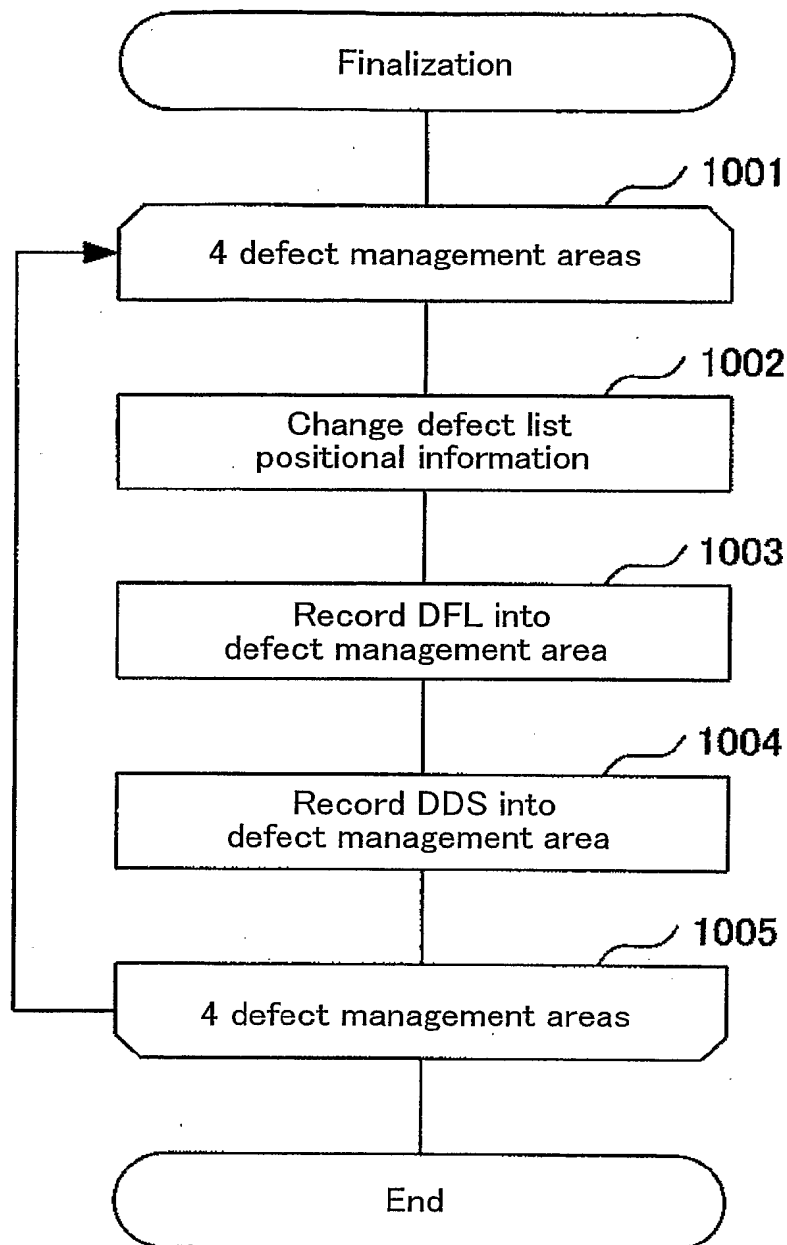 Finalization
1001
4 defect management areas
1002
Change defect list
positional information
1003
Record DFL into
defect management area
1004
Record DDS into
defect management area
1005
4 defect management areas
End